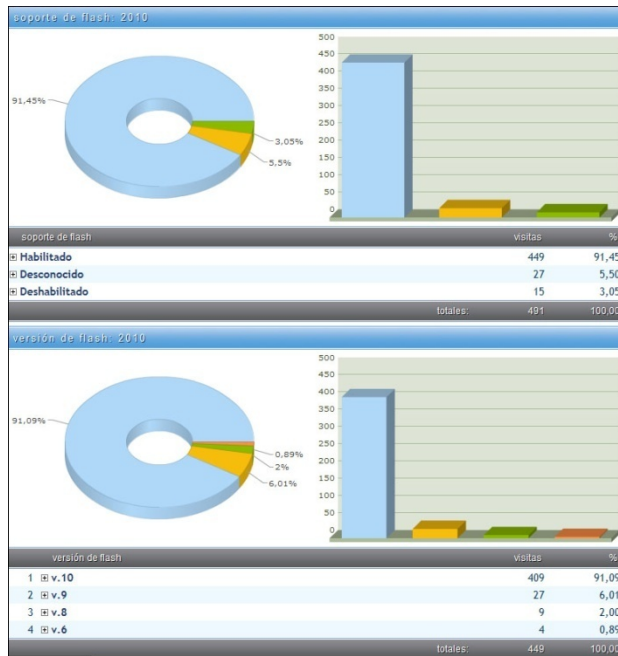 soporte de flash: 2010
91,45%
3,05%
5,5%
500
450
400
350
300
250
200
150
100
50
0
soporte de flash visitas %
Habilitado 449 91,45
Desconocido 27 5,50
Deshabilitado 15 3,05
totales: 491 100,00
versión de flash: 2010
91,09%
0,89%
2%
6,01%
500
450
400
350
300
250
200
150
100
50
0
versión de flash visitas %
1 v.10 409 91,09
2 v.9 27 6,01
3 v.8 9 2,00
4 v.6 4 0,89
totales: 449 100,00